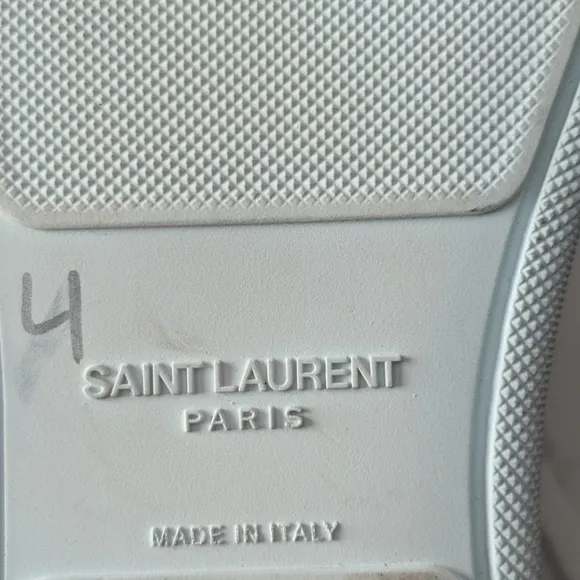 4
SAINT LAURENT
PARIS
MADE IN ITALY